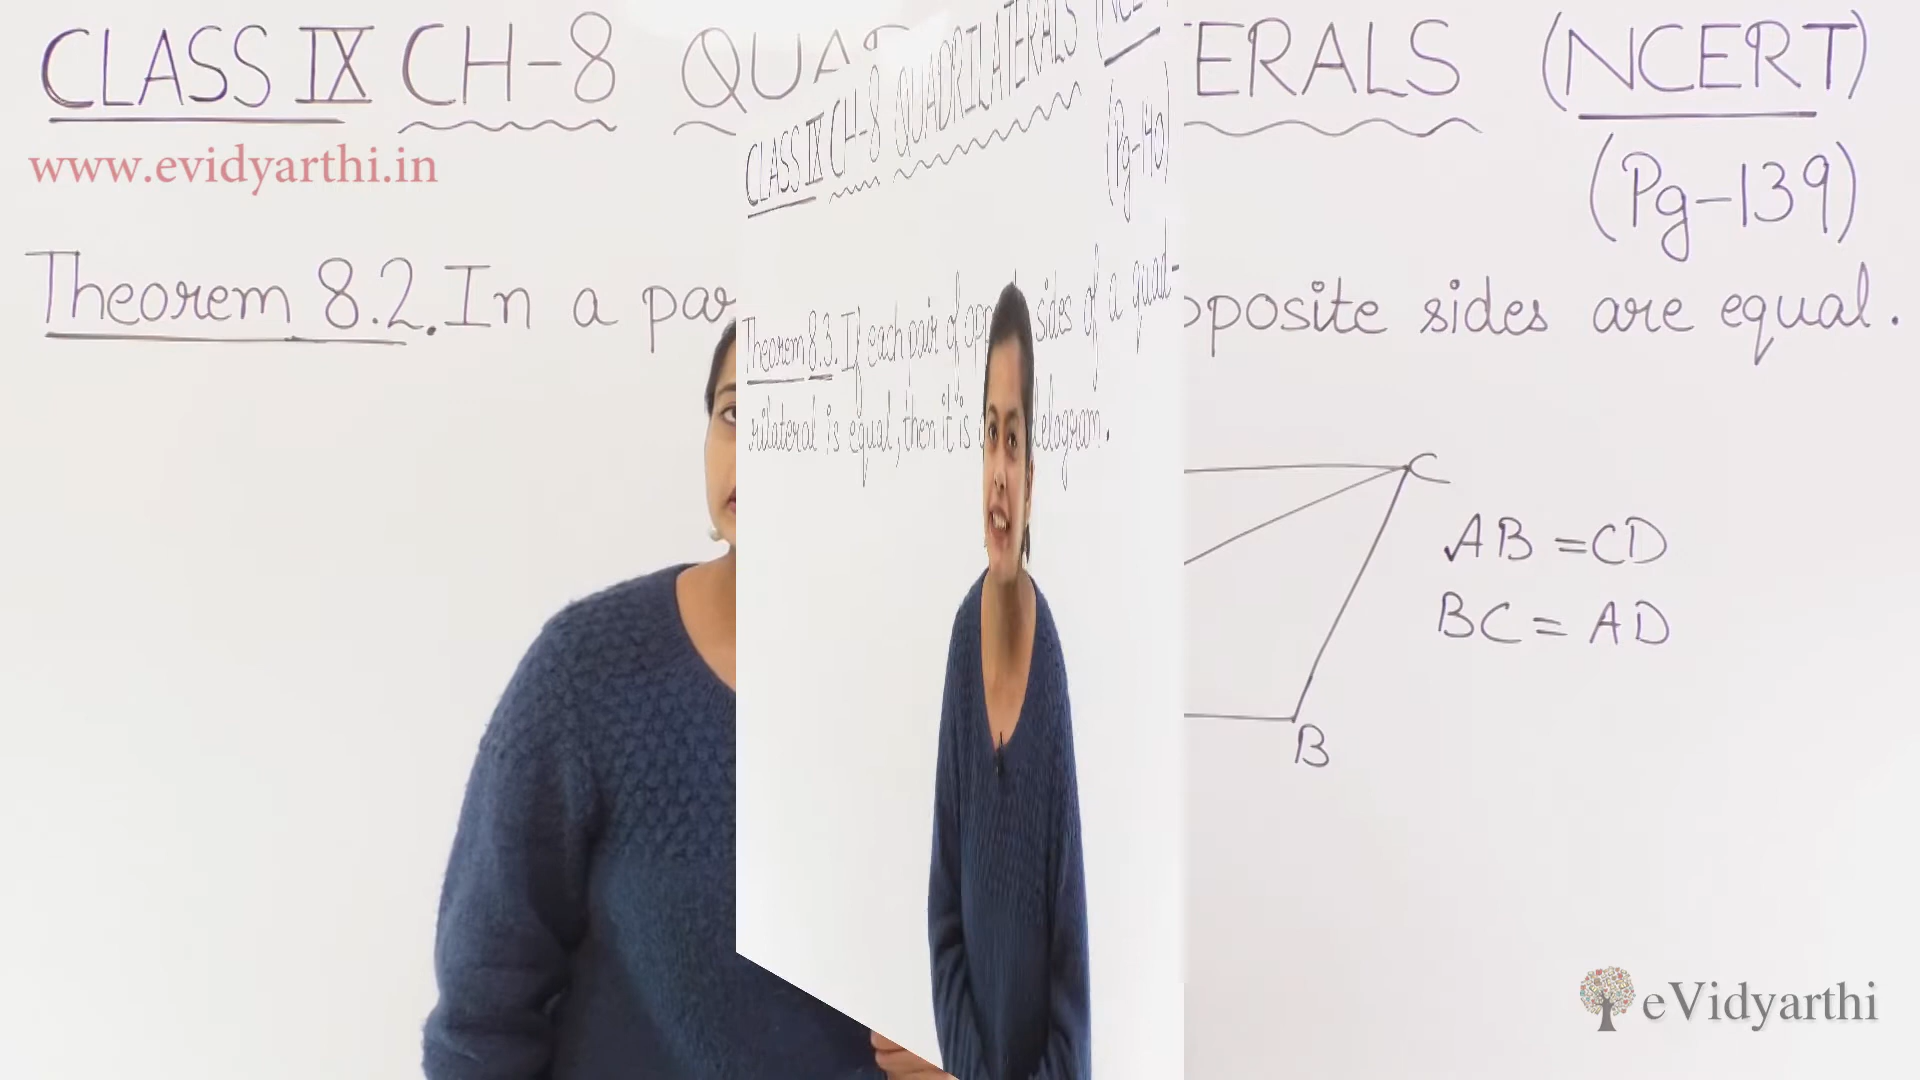 CLASS IX CH-8 QUA ERALS (NCERT)
www.evidyarthi.in
(Pg-139)
Theorem 8.2. In a par pposite sides are equal.
CLASS IX CH-8 QUADRILATERALS (NCE
(Pg-140)
Theorem 8.3. If each pair of opp sides of a quad-
rilateral is equal, then it is lelogram.
C
AB = CD
BC = AD
B
eVidyarthi